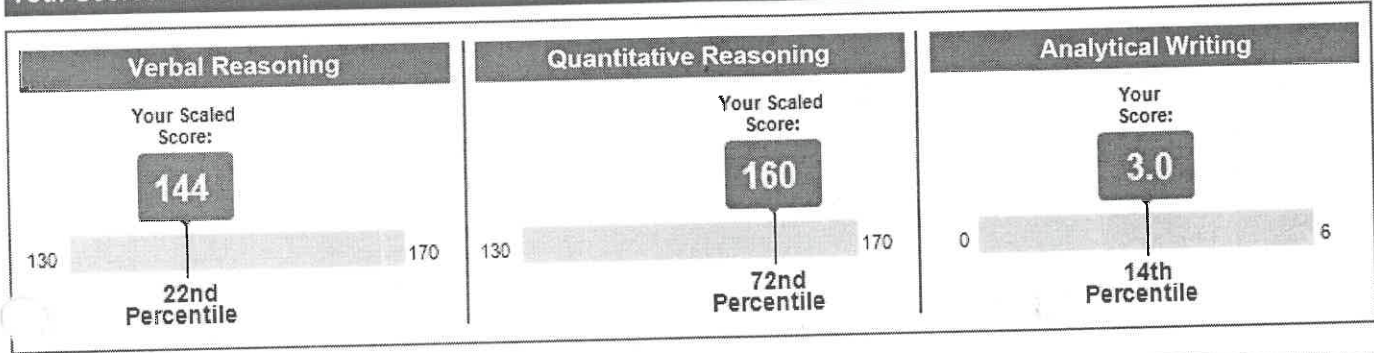 Verbal Reasoning
Your Scaled
Score:
144
130
170
22nd
Percentile
Quantitative Reasoning
Your Scaled
Score:
160
130
170
72nd
Percentile
Analytical Writing
Your
Score:
3.0
0
6
14th
Percentile